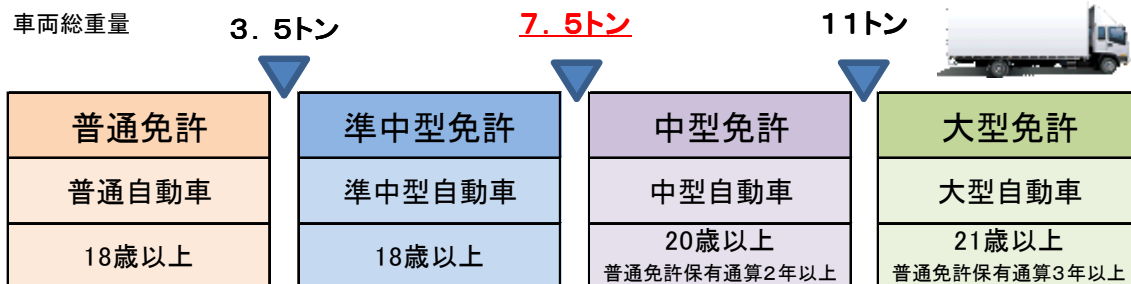 車両総重量
3．5トン
7．5トン
11トン
普通免許
準中型免許
中型免許
大型免許
普通自動車
準中型自動車
中型自動車
大型自動車
18歳以上
18歳以上
20歳以上
普通免許保有通算2年以上
21歳以上
普通免許保有通算3年以上